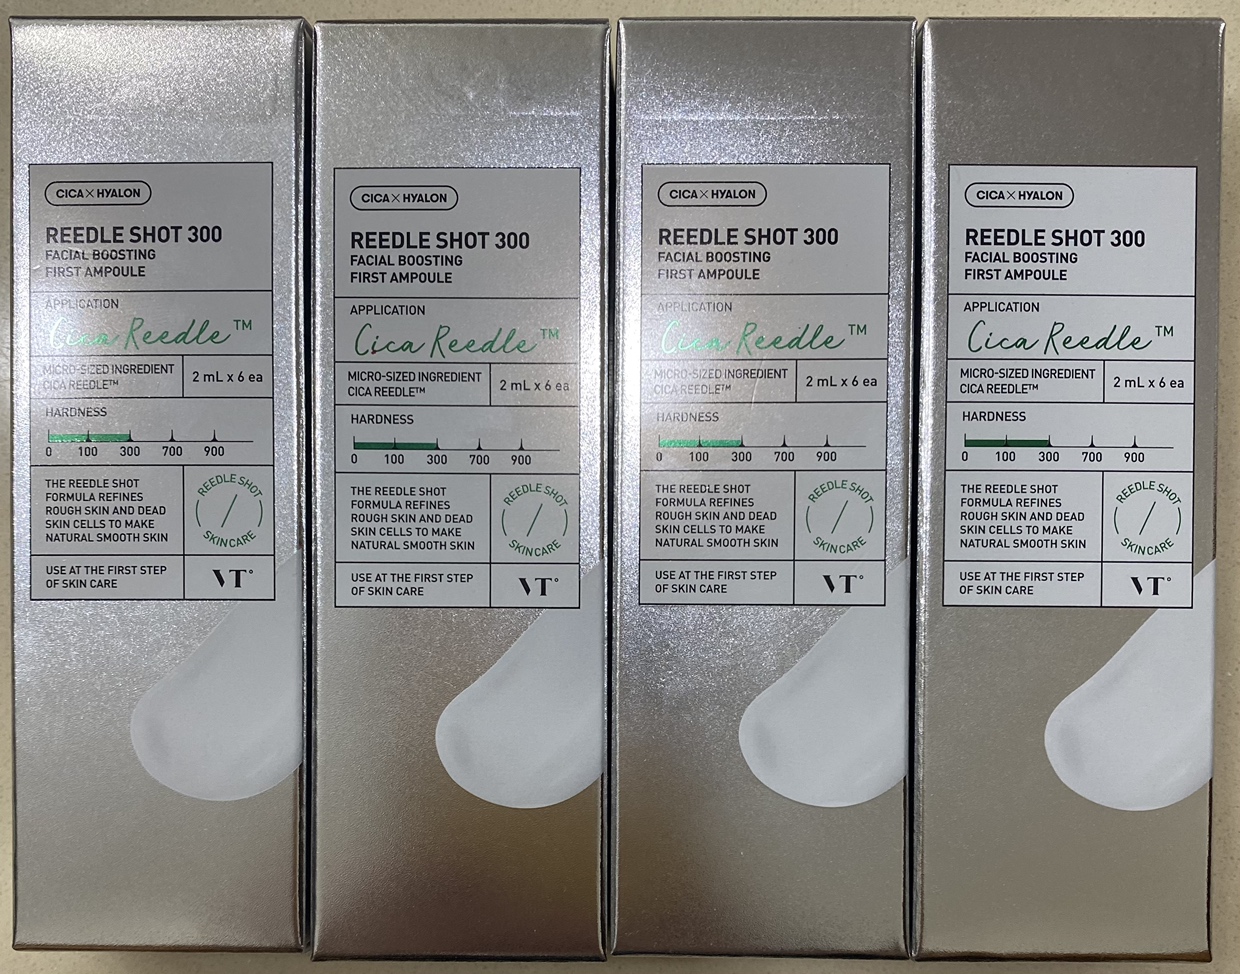 CICA×HYALON
REEDLE SHOT 300
FACIAL BOOSTING
FIRST AMPOULE
APPLICATION
Cica Reedle™
MICRO-SIZED INGREDIENT
CICA REEDLE™
2 mL x 6 ea
HARDNESS
0 100 300 700 900
THE REEDLE SHOT
FORMULA REFINES
ROUGH SKIN AND DEAD
SKIN CELLS TO MAKE
NATURAL SMOOTH SKIN
REEDLE SHOT
SKINCARE
USE AT THE FIRST STEP
OF SKIN CARE
VT°
CICA×HYALON
REEDLE SHOT 300
FACIAL BOOSTING
FIRST AMPOULE
APPLICATION
Cica Reedle™
MICRO-SIZED INGREDIENT
CICA REEDLE™
2 mL x 6 ea
HARDNESS
0 100 300 700 900
THE REEDLE SHOT
FORMULA REFINES
ROUGH SKIN AND DEAD
SKIN CELLS TO MAKE
NATURAL SMOOTH SKIN
REEDLE SHOT
SKINCARE
USE AT THE FIRST STEP
OF SKIN CARE
VT°
CICA×HYALON
REEDLE SHOT 300
FACIAL BOOSTING
FIRST AMPOULE
APPLICATION
Cica Reedle™
MICRO-SIZED INGREDIENT
CICA REEDLE™
2 mL x 6 ea
HARDNESS
0 100 300 700 900
THE REEDLE SHOT
FORMULA REFINES
ROUGH SKIN AND DEAD
SKIN CELLS TO MAKE
NATURAL SMOOTH SKIN
REEDLE SHOT
SKINCARE
USE AT THE FIRST STEP
OF SKIN CARE
VT°
CICA×HYALON
REEDLE SHOT 300
FACIAL BOOSTING
FIRST AMPOULE
APPLICATION
Cica Reedle™
MICRO-SIZED INGREDIENT
CICA REEDLE™
2 mL x 6 ea
HARDNESS
0 100 300 700 900
THE REEDLE SHOT
FORMULA REFINES
ROUGH SKIN AND DEAD
SKIN CELLS TO MAKE
NATURAL SMOOTH SKIN
REEDLE SHOT
SKINCARE
USE AT THE FIRST STEP
OF SKIN CARE
VT°